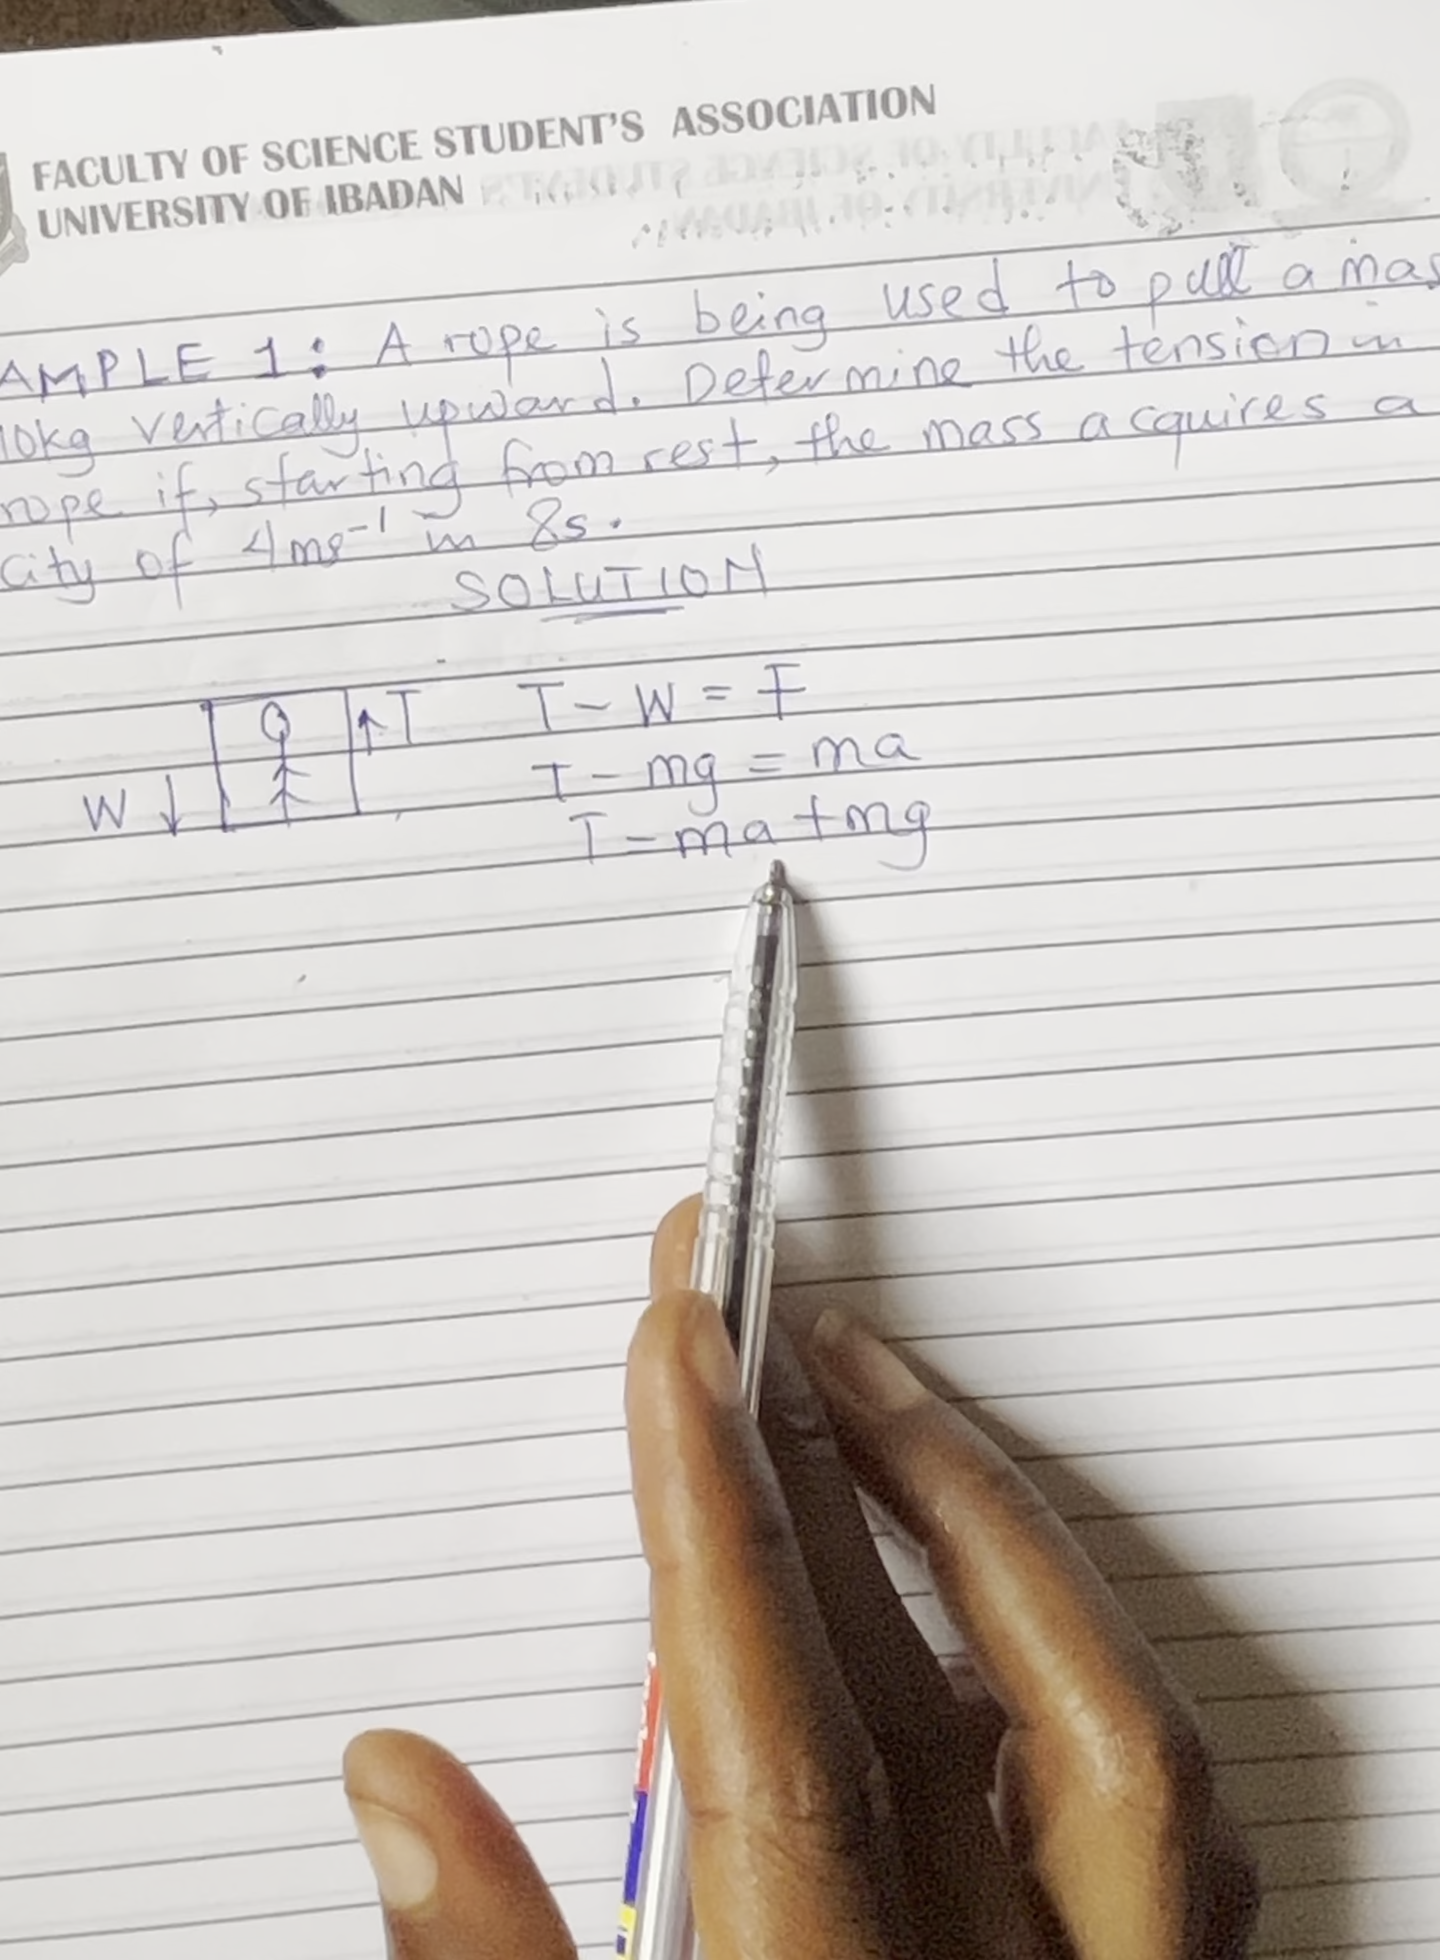 FACULTY OF SCIENCE STUDENT'S ASSOCIATION
UNIVERSITY OF IBADAN
AMPLE 1: A rope is being used to pull a mas
10kg vertically upward. Determine the tension in
rope if, starting from rest, the mass acquires a
city of 4ms⁻¹ in 8s.
SOLUTION
T T - W = F
W T - mg = ma
T = ma + mg